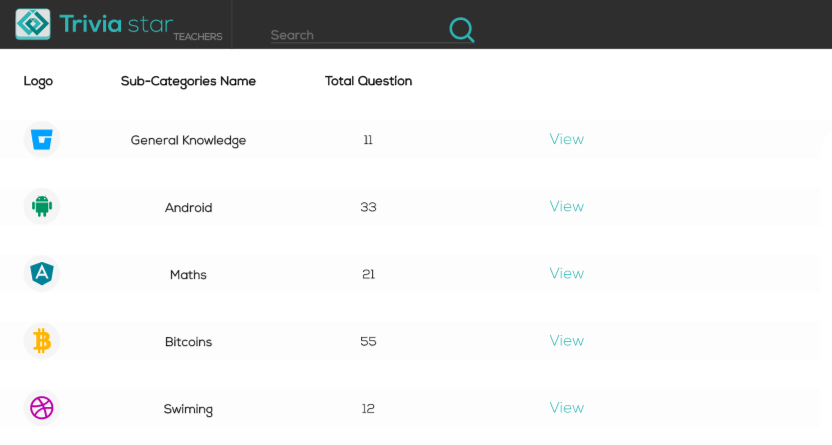 Trivia star TEACHERS
Search
Logo Sub-Categories Name Total Question
General Knowledge 11 View
Android 33 View
Maths 21 View
Bitcoins 55 View
Swiming 12 View